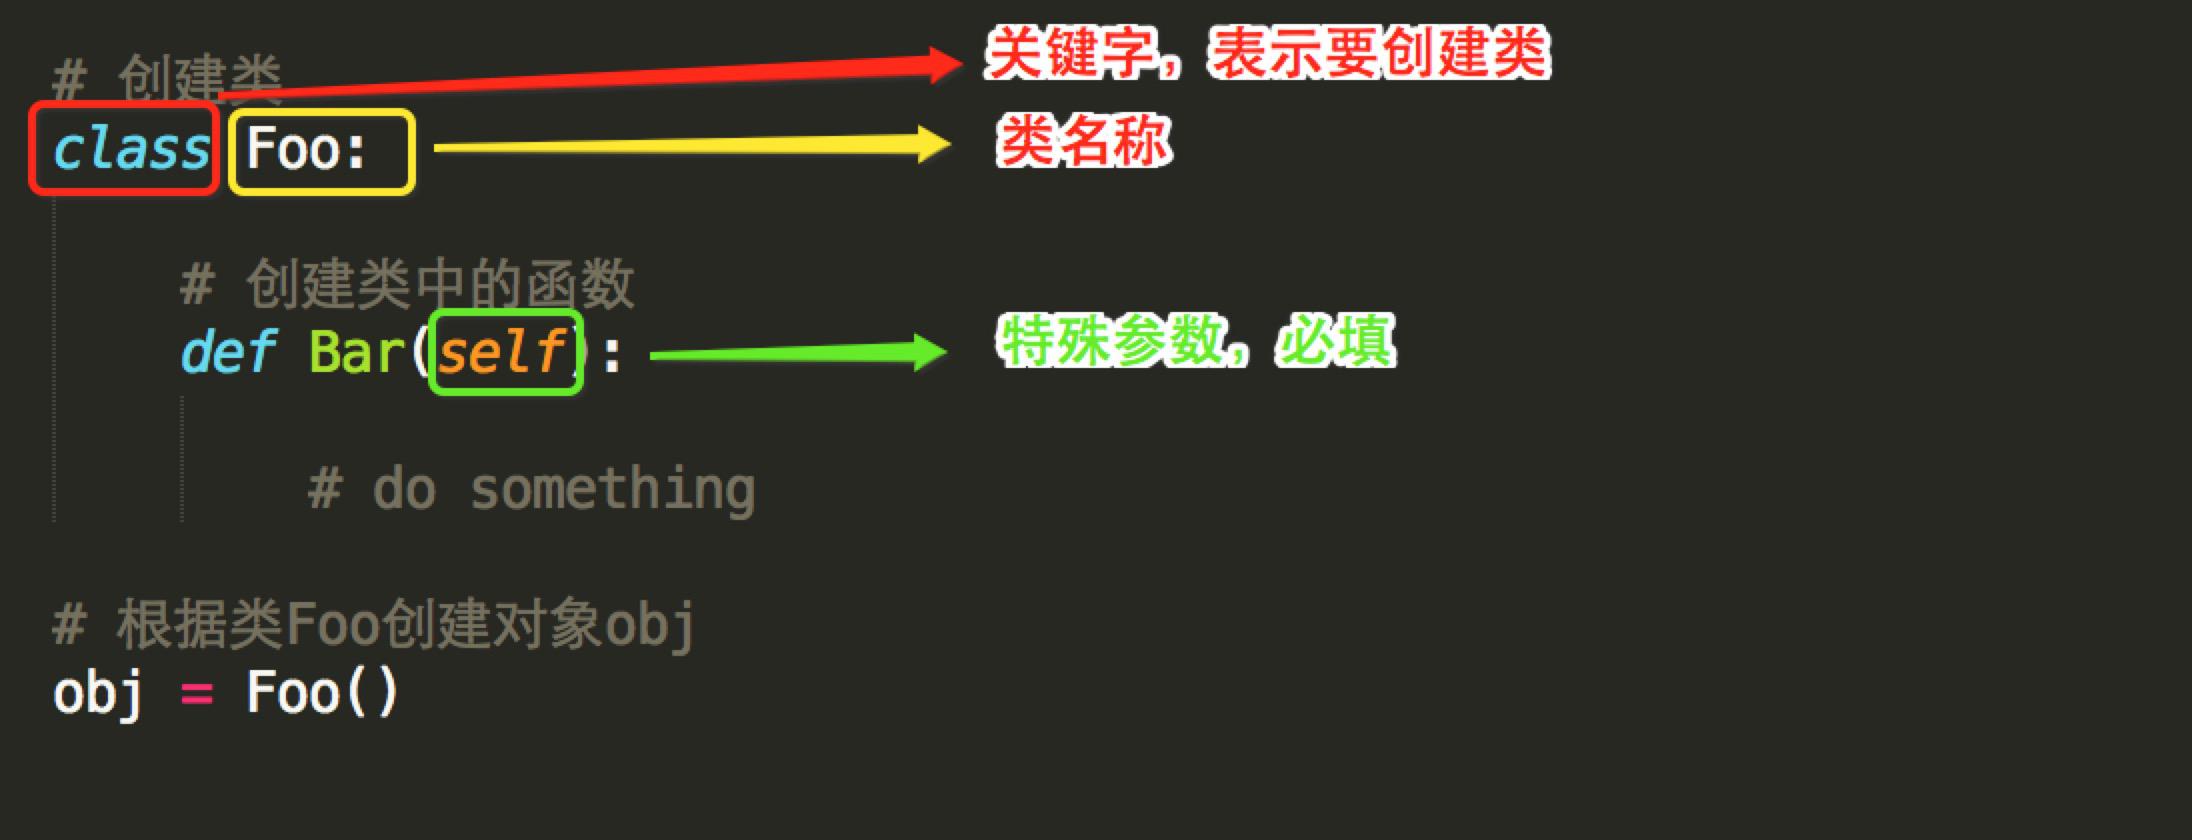 # 创建类
关键字，表示要创建类
class Foo:
类名称
# 创建类中的函数
def Bar(self):
特殊参数，必填
# do something
# 根据类Foo创建对象obj
obj = Foo()